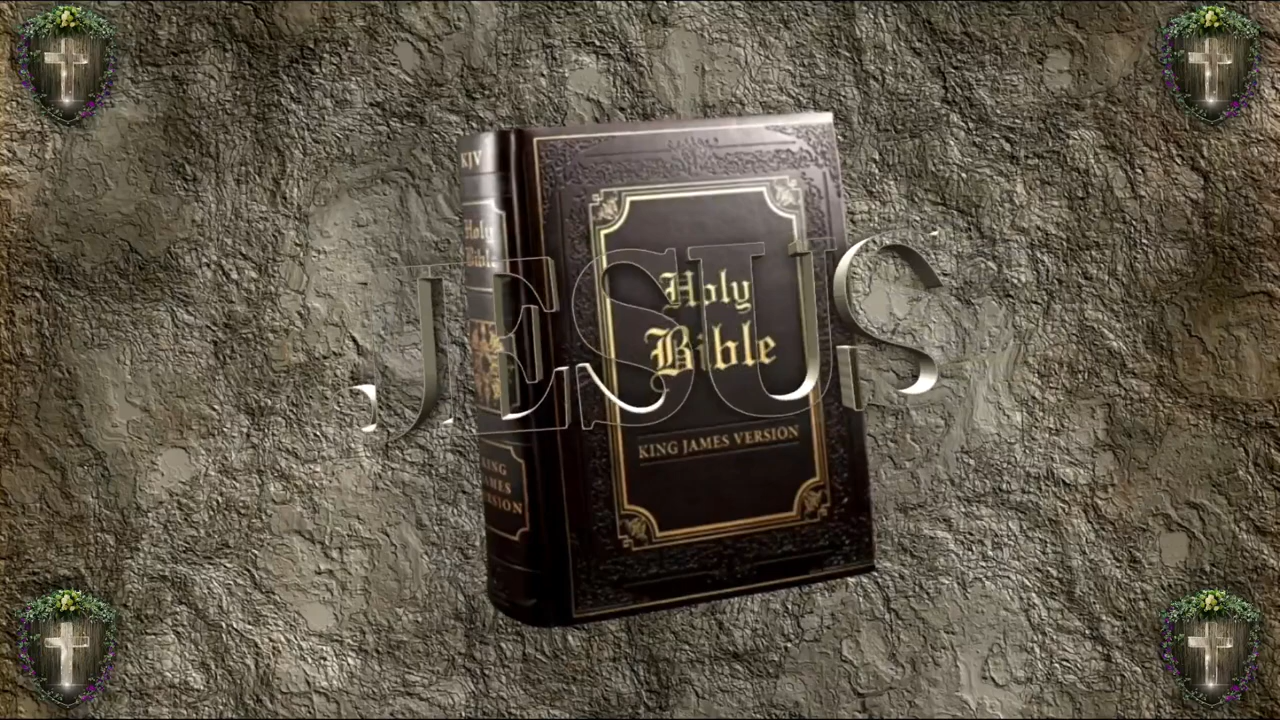 KJV
Holy
Bible
KING
JAMES
VERSION
JESUS
Holy
Bible
KING JAMES VERSION